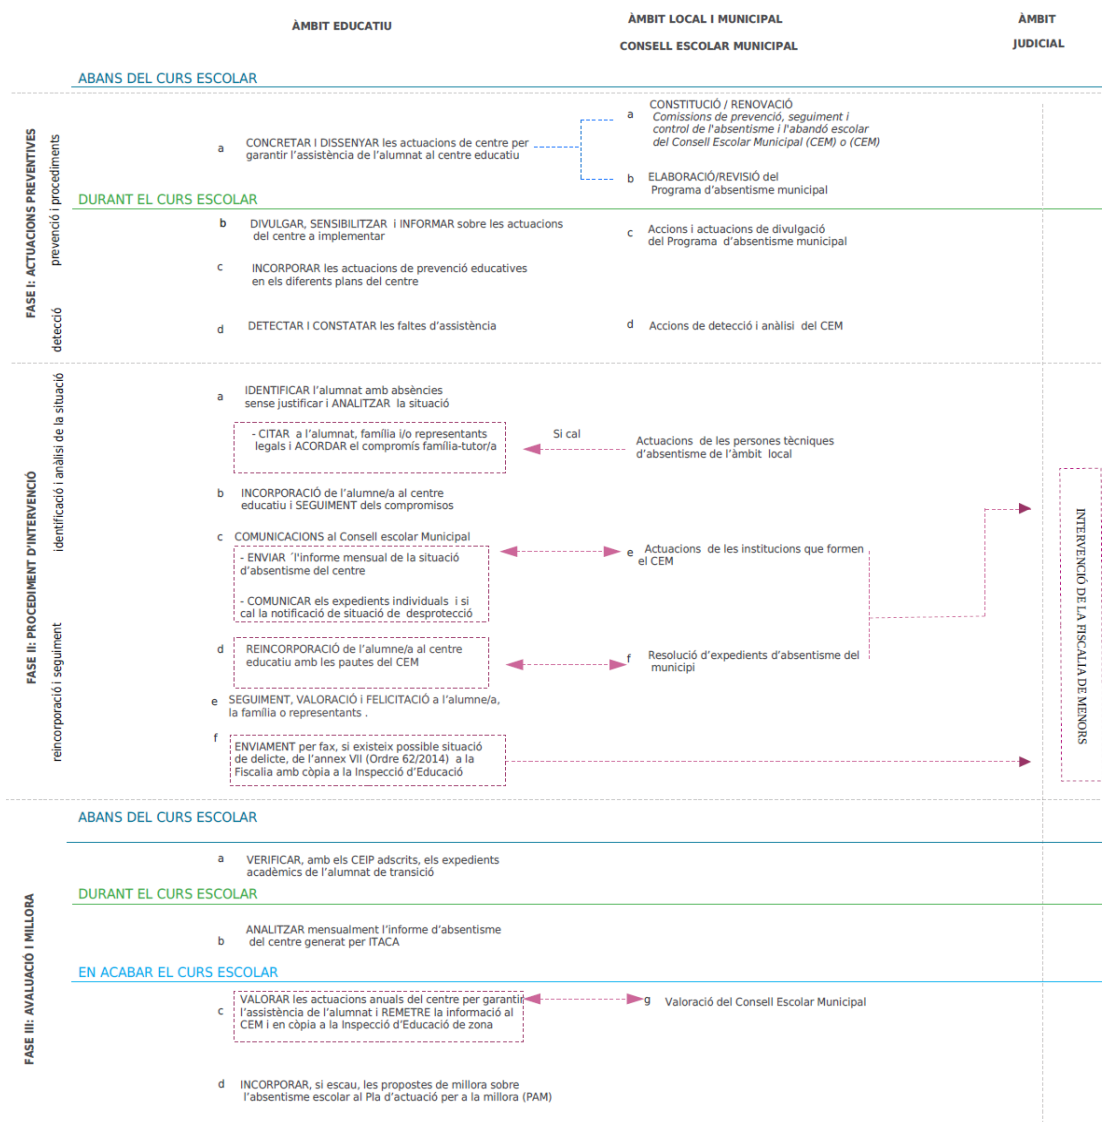 ÀMBIT EDUCATIU
ÀMBIT LOCAL I MUNICIPAL
CONSELL ESCOLAR MUNICIPAL
ÀMBIT
JUDICIAL
ABANS DEL CURS ESCOLAR
FASE I: ACTUACIONS PREVENTIVES
prevenció i procediments
a
CONCRETAR I DISSENYAR les actuacions de centre per
garantir l’assistència de l’alumnat al centre educatiu
a
CONSTITUCIÓ / RENOVACIÓ
Comissions de prevenció, seguiment i
control de l'absentisme i l'abandó escolar
del Consell Escolar Municipal (CEM) o (CEM)
b
ELABORACIÓ/REVISIÓ del
Programa d’absentisme municipal
DURANT EL CURS ESCOLAR
b
DIVULGAR, SENSIBILITZAR i INFORMAR sobre les actuacions
del centre a implementar
c
Accions i actuacions de divulgació
del Programa d’absentisme municipal
c
INCORPORAR les actuacions de prevenció educatives
en els diferents plans del centre
detecció
d
DETECTAR I CONSTATAR les faltes d’assistència
d
Accions de detecció i anàlisi del CEM
FASE II: PROCEDIMENT D’INTERVENCIÓ
identificació i anàlisi de la situació
a
IDENTIFICAR l’alumnat amb absències
sense justificar i ANALITZAR la situació
- CITAR a l’alumnat, família i/o representants
legals i ACORDAR el compromís família-tutor/a
Si cal
Actuacions de les persones tècniques
d’absentisme de l’àmbit local
b
INCORPORACIÓ de l’alumne/a al centre
educatiu i SEGUIMENT dels compromisos
c
COMUNICACIONS al Consell escolar Municipal
- ENVIAR ´l'informe mensual de la situació
d’absentisme del centre
- COMUNICAR els expedients individuals i si
cal la notificació de situació de desprotecció
e
Actuacions de les institucions que formen
el CEM
INTERVENCIÓ DE LA FISCALIA DE MENORS
reincorporació i seguiment
d
REINCORPORACIÓ de l’alumne/a al centre
educatiu amb les pautes del CEM
f
Resolució d’expedients d’absentisme del
municipi
e
SEGUIMENT, VALORACIÓ i FELICITACIÓ a l’alumne/a,
la família o representants .
f
ENVIAMENT per fax, si existeix possible situació
de delicte, de l’annex VII (Ordre 62/2014) a la
Fiscalia amb còpia a la Inspecció d’Educació
ABANS DEL CURS ESCOLAR
FASE III: AVALUACIÓ I MILLORA
a
VERIFICAR, amb els CEIP adscrits, els expedients
acadèmics de l’alumnat de transició
DURANT EL CURS ESCOLAR
b
ANALITZAR mensualment l’informe d’absentisme
del centre generat per ITACA
EN ACABAR EL CURS ESCOLAR
c
VALORAR les actuacions anuals del centre per garantir
l’assistència de l’alumnat i REMETRE la informació al
CEM i en còpia a la Inspecció d’Educació de zona
g
Valoració del Consell Escolar Municipal
d
INCORPORAR, si escau, les propostes de millora sobre
l’absentisme escolar al Pla d’actuació per a la millora (PAM)